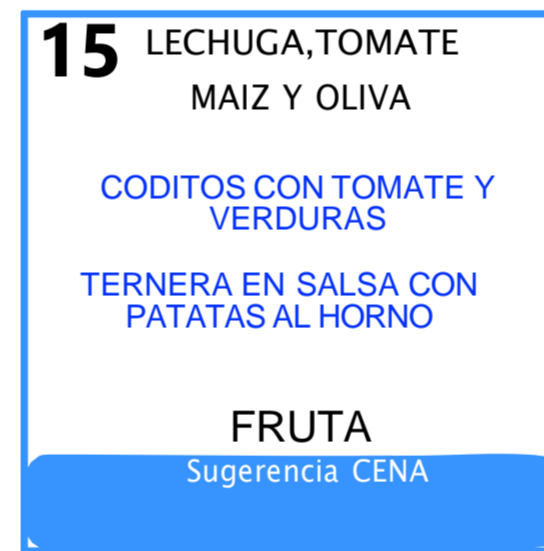 15 LECHUGA,TOMATE
MAIZ Y OLIVA
CODITOS CON TOMATE Y
VERDURAS
TERNERA EN SALSA CON
PATATAS AL HORNO
FRUTA
Sugerencia CENA